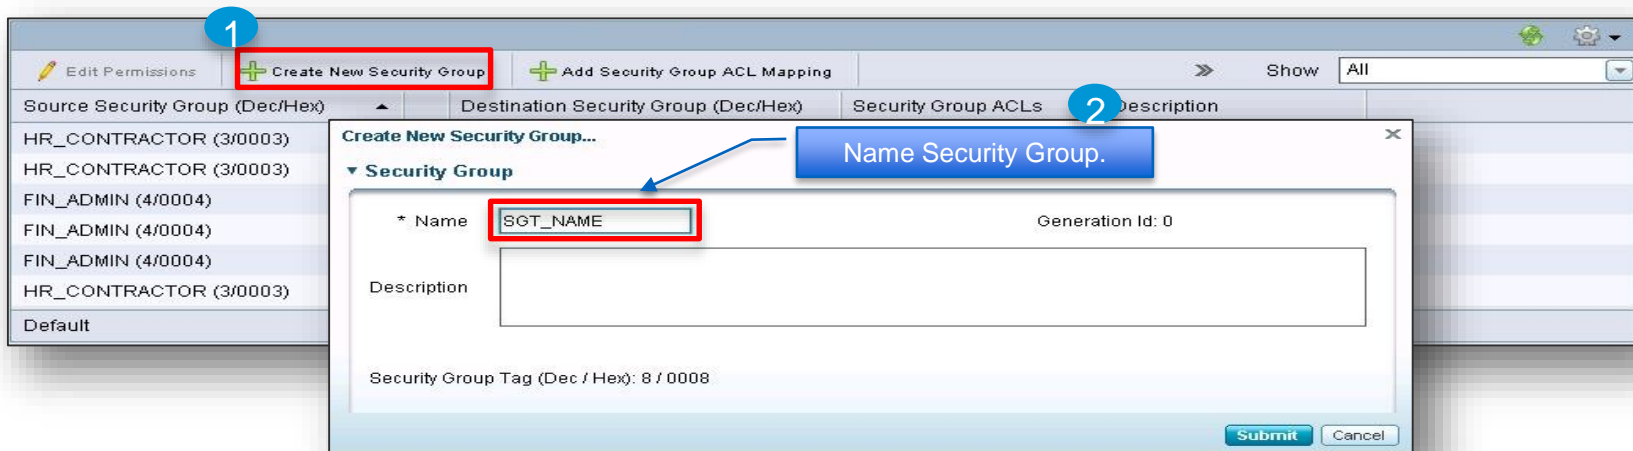 1
Edit Permissions Create New Security Group Add Security Group ACL Mapping » Show All
Source Security Group (Dec/Hex) Destination Security Group (Dec/Hex) Security Group ACLs 2 Description
HR_CONTRACTOR (3/0003)
HR_CONTRACTOR (3/0003)
FIN_ADMIN (4/0004)
FIN_ADMIN (4/0004)
FIN_ADMIN (4/0004)
HR_CONTRACTOR (3/0003)
Default
Create New Security Group...
Name Security Group.
Security Group
* Name SGT_NAME Generation Id: 0
Description
Security Group Tag (Dec / Hex): 8 / 0008
Submit Cancel